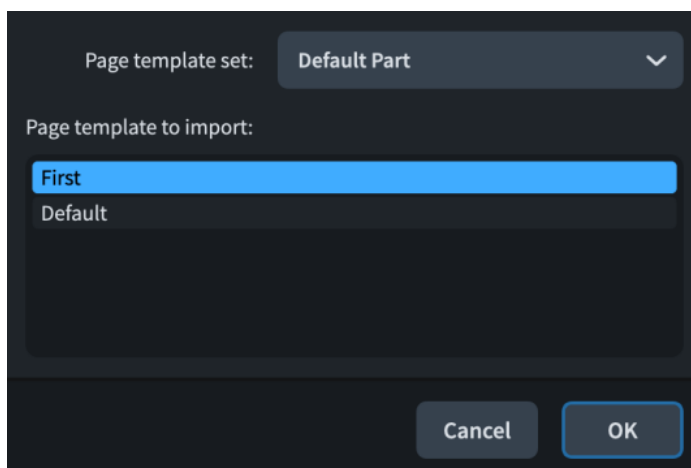 Page template set: Default Part
Page template to import:
First
Default
Cancel OK